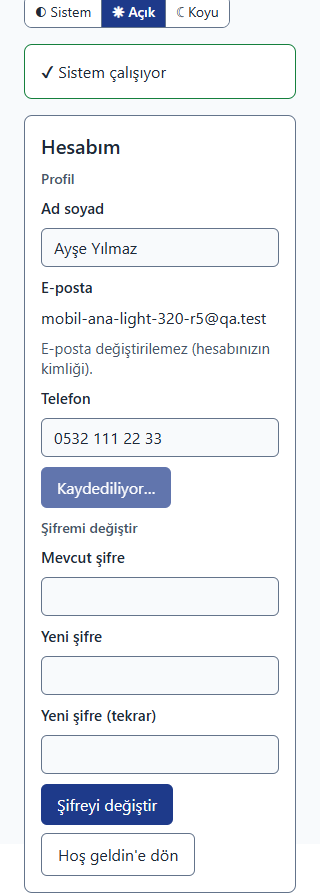 Sistem Açık Koyu
✓ Sistem çalışıyor
Hesabım
Profil
Ad soyad
Ayşe Yılmaz
E-posta
mobil-ana-light-320-r5@qa.test
E-posta değiştirilemez (hesabınızın
kimliği).
Telefon
0532 111 22 33
Kaydediliyor...
Şifremi değiştir
Mevcut şifre
Yeni şifre
Yeni şifre (tekrar)
Şifreyi değiştir
Hoş geldin'e dön